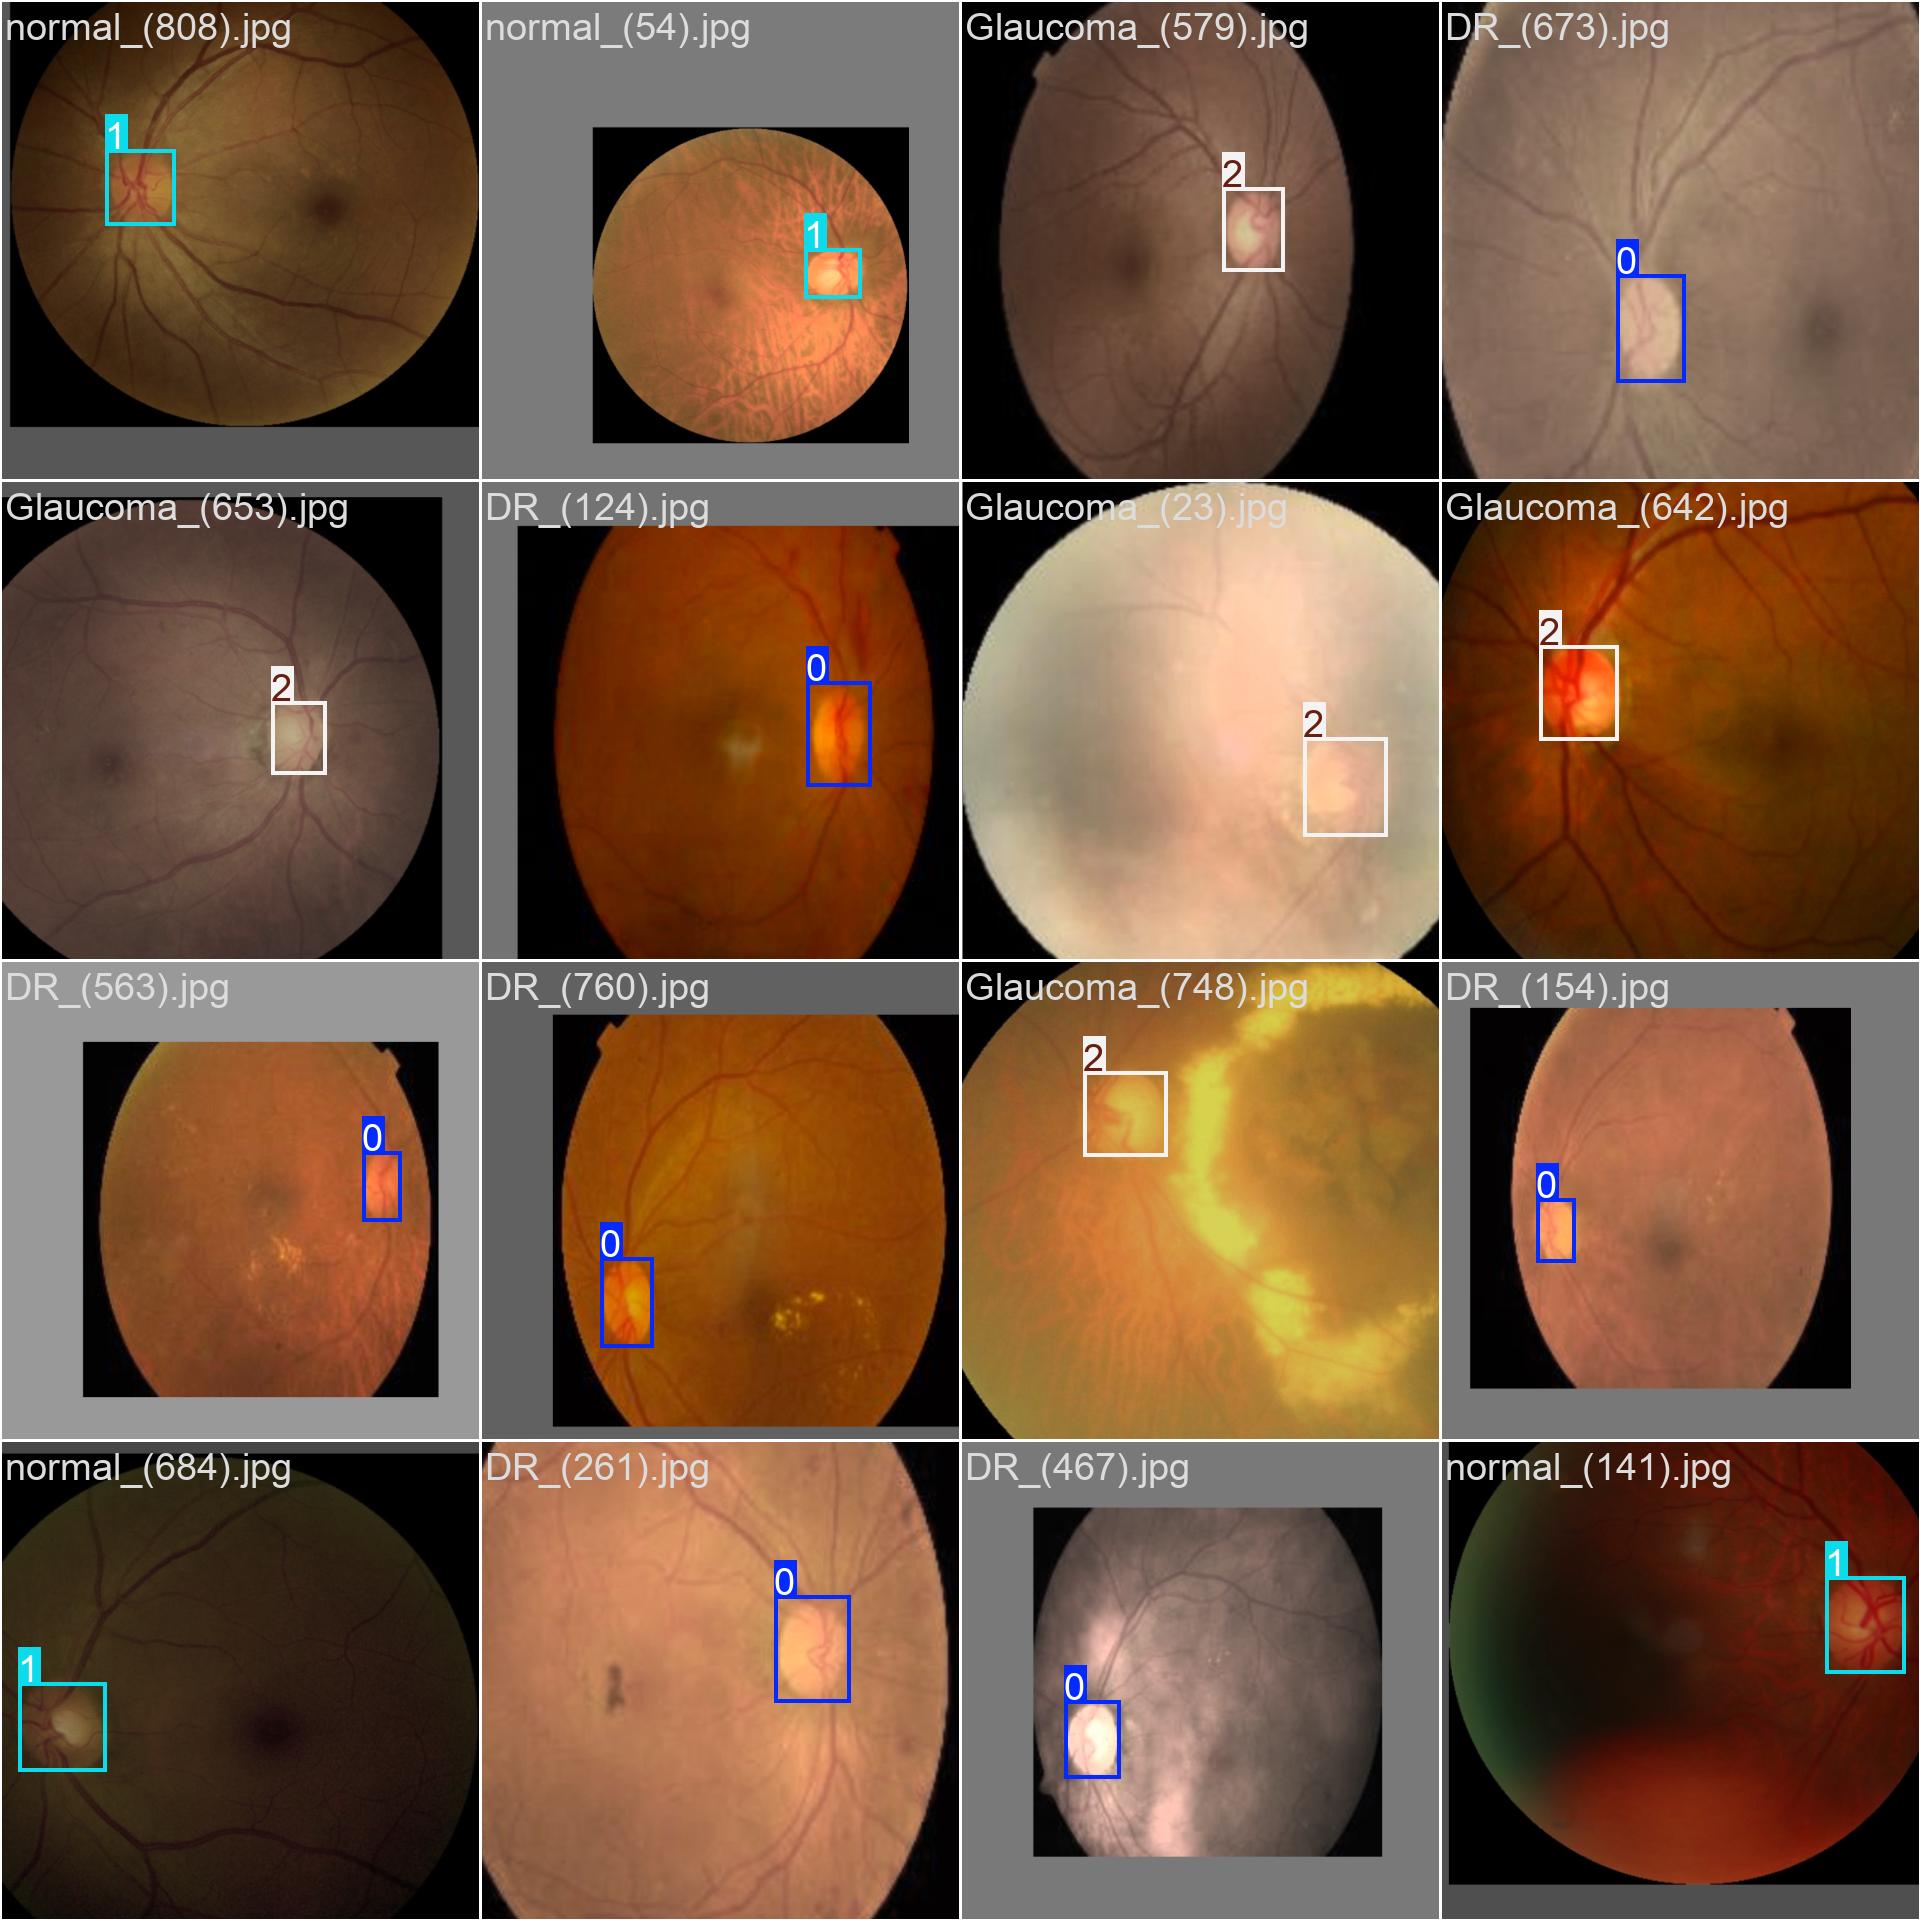 normal_(808).jpg
1
normal_(54).jpg
1
Glaucoma_(579).jpg
2
DR_(673).jpg
0
Glaucoma_(653).jpg
2
DR_(124).jpg
0
Glaucoma_(23).jpg
2
Glaucoma_(642).jpg
2
DR_(563).jpg
0
DR_(760).jpg
0
Glaucoma_(748).jpg
2
DR_(154).jpg
0
normal_(684).jpg
1
DR_(261).jpg
0
DR_(467).jpg
0
normal_(141).jpg
1